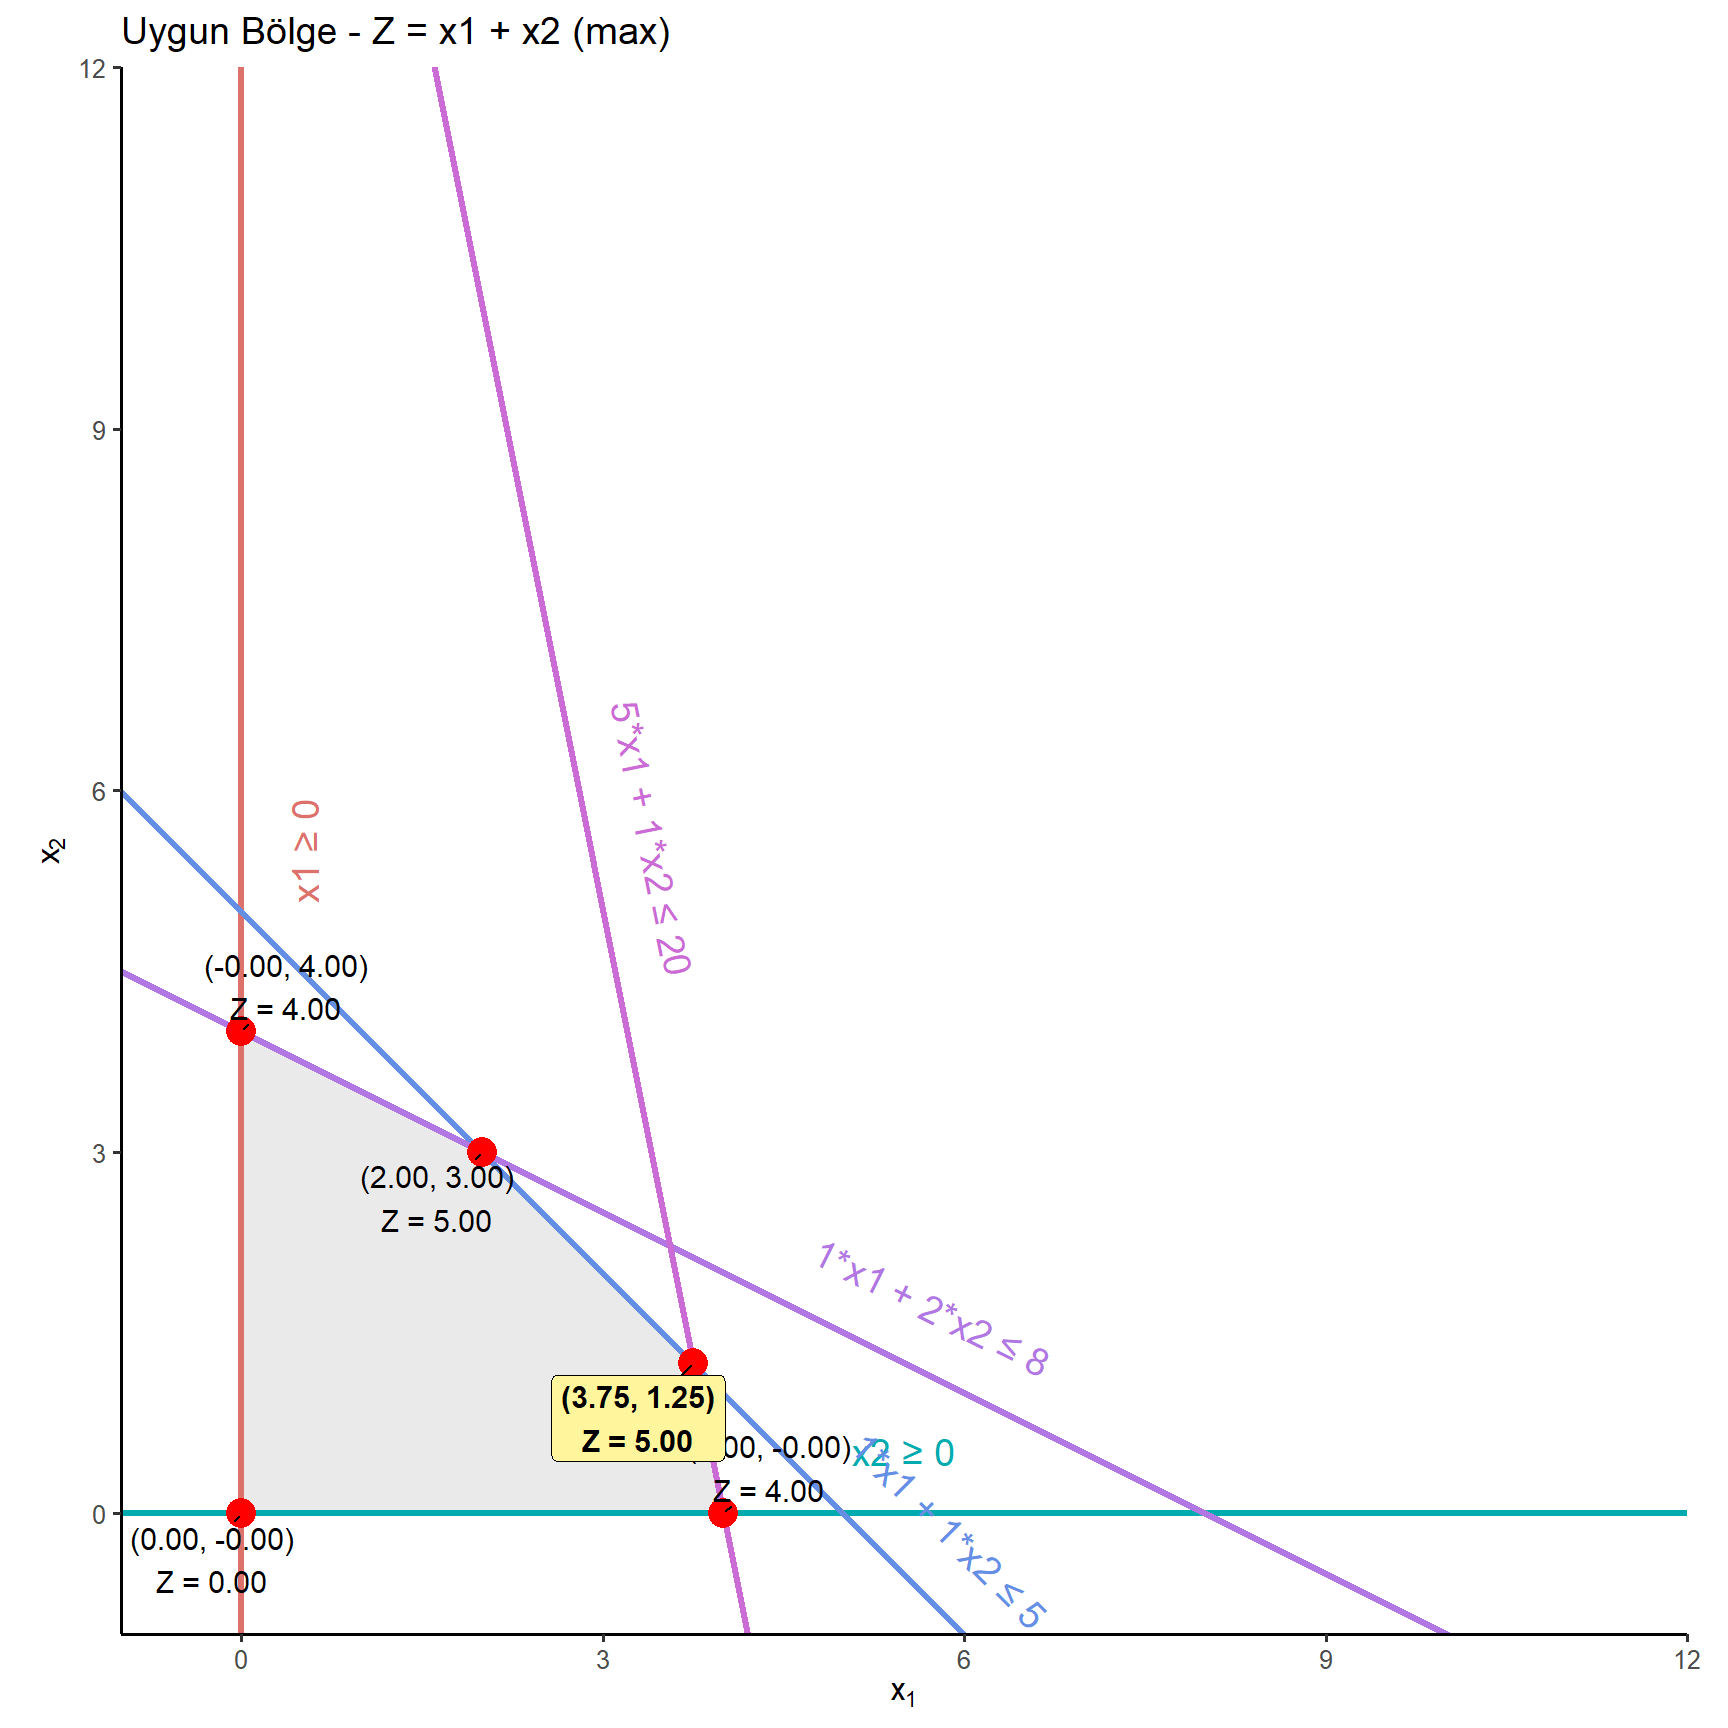 Uygun Bölge - Z = x1 + x2 (max)
12
9
6
3
0
x2
5*x1 + 1*x2 ≤ 20
x1 ≥ 0
(-0.00, 4.00)
Z = 4.00
(2.00, 3.00)
Z = 5.00
1*x1 + 2*x2 ≤ 8
(3.75, 1.25)
Z = 5.00
00, -0.00)
Z = 4.00
x2 ≥ 0
1*x1 + 1*x2 ≤ 5
(0.00, -0.00)
Z = 0.00
0
3
6
9
12
x1